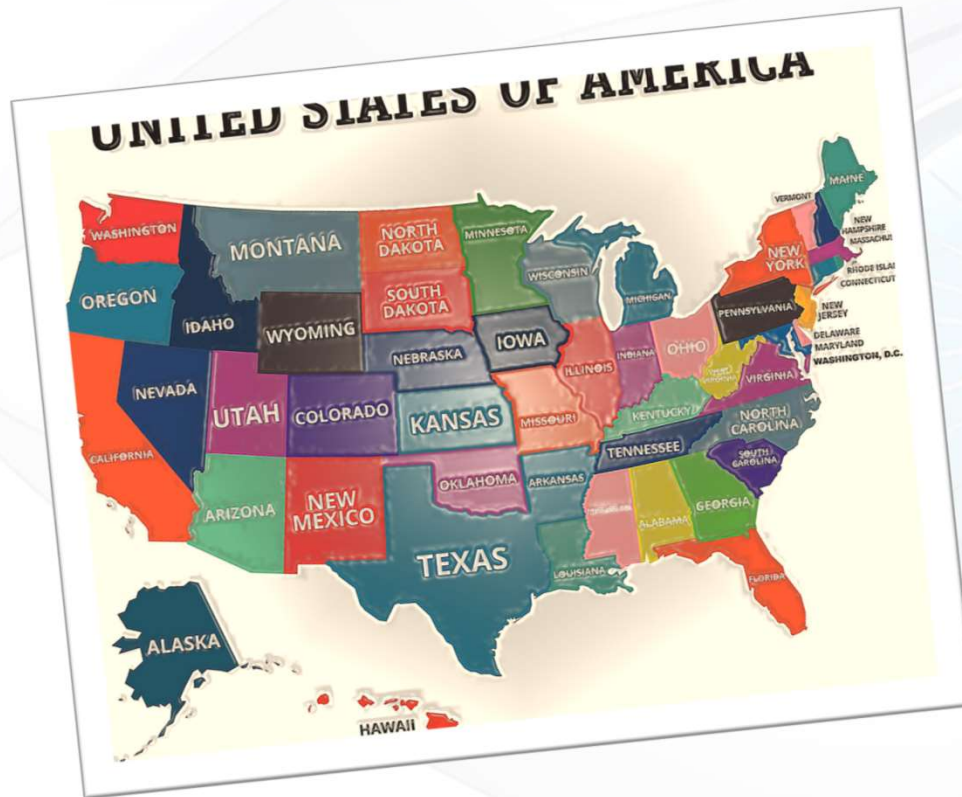 UNITED STATES OF AMERICA
MAINE
VERMONT
WASHINGTON
MONTANA
NORTH
DAKOTA
MINNESOTA
NEW
HAMPSHIRE
MASSACHU
NEW
YORK
RHODE ISLA
CONNECTICUT
OREGON
IDAHO
SOUTH
DAKOTA
WISCONSIN
MICHIGAN
PENNSYLVANIA
NEW
JERSEY
WYOMING
IOWA
OHIO
DELAWARE
MARYLAND
WASHINGTON, D.C.
NEBRASKA
ILLINOIS
INDIANA
VIRGINIA
NEVADA
UTAH
COLORADO
KANSAS
MISSOURI
KENTUCKY
NORTH
CAROLINA
CALIFORNIA
TENNESSEE
SOUTH
CAROLINA
ARIZONA
NEW
MEXICO
OKLAHOMA
ARKANSAS
ALABAMA
GEORGIA
TEXAS
LOUISIANA
FLORIDA
ALASKA
HAWAII